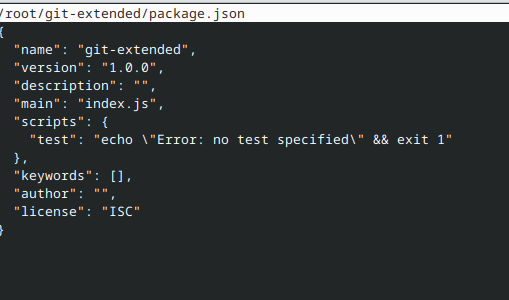 /root/git-extended/package.json
{
  "name": "git-extended",
  "version": "1.0.0",
  "description": "",
  "main": "index.js",
  "scripts": {
    "test": "echo \"Error: no test specified\" && exit 1"
  },
  "keywords": [],
  "author": "",
  "license": "ISC"
}